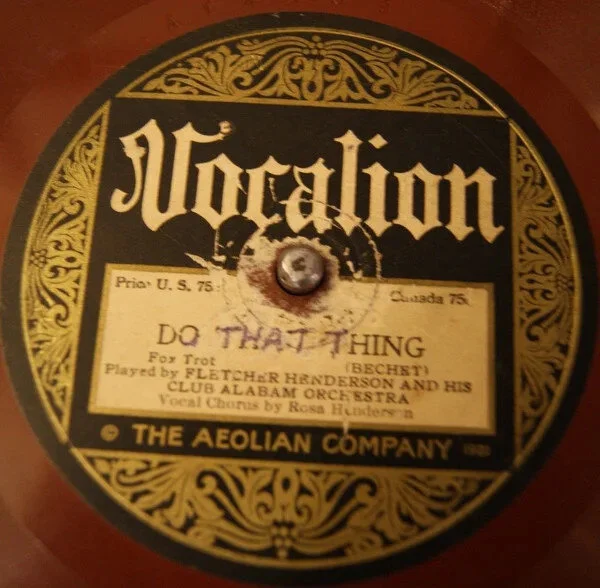 Vocalion
Price U. S. 75
Canada 75
DO THAT THING
Fox Trot (BECHET)
Played by FLETCHER HENDERSON AND HIS
CLUB ALABAM ORCHESTRA
Vocal Chorus by Rosa Henderson
© THE AEOLIAN COMPANY